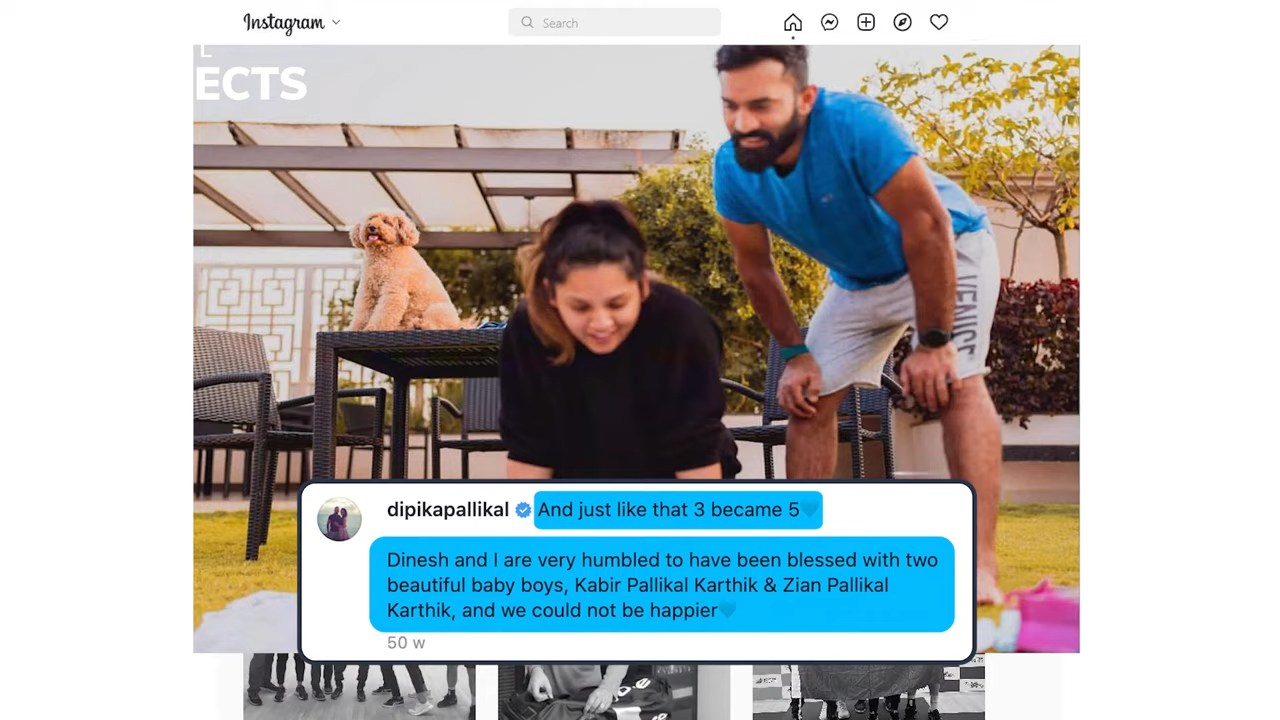 Instagram
Search
L
ECTS
VENICE
dipikapallikal And just like that 3 became 5
Dinesh and I are very humbled to have been blessed with two
beautiful baby boys, Kabir Pallikal Karthik & Zian Pallikal
Karthik, and we could not be happier
50 w